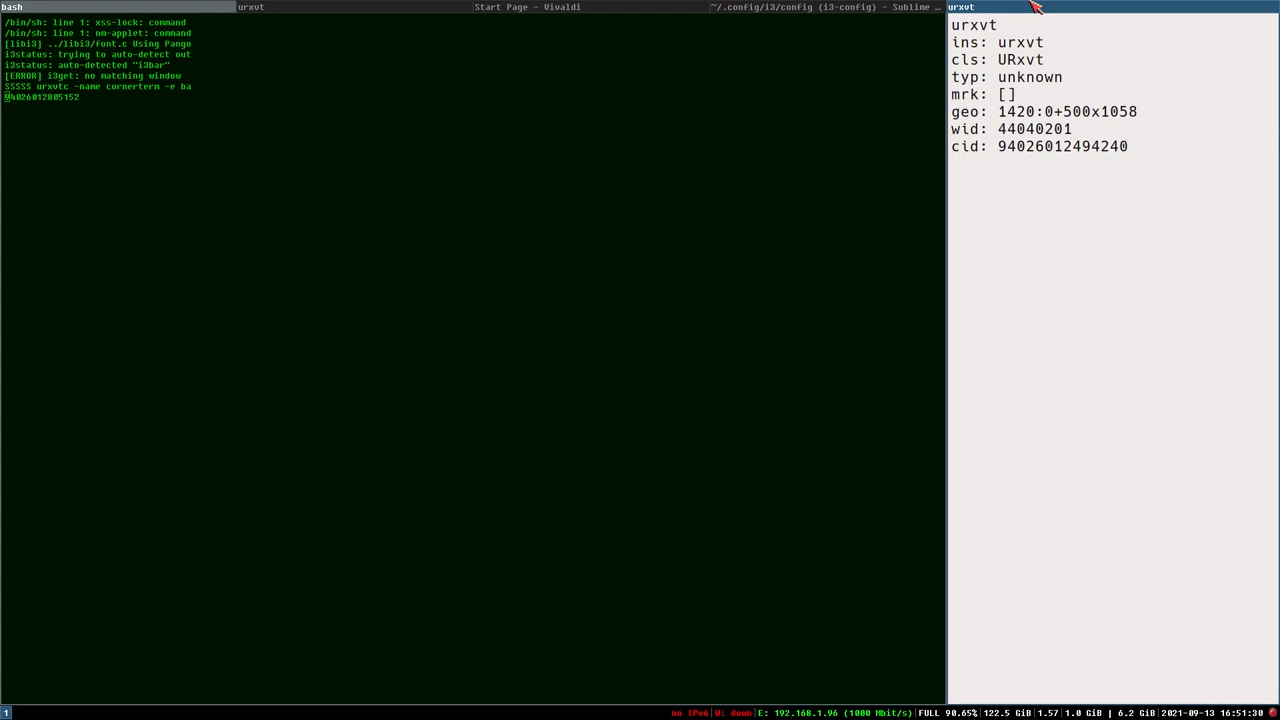 bash
urxvt
Start Page - Vivaldi
~/.config/i3/config (i3-config) - Sublime …
urxvt
/bin/sh: line 1: xss-lock: command
/bin/sh: line 1: nm-applet: command
[libi3] ../libi3/font.c Using Pango
i3status: trying to auto-detect out
i3status: auto-detected "i3bar"
[ERROR] i3get: no matching window
SSSSS urxvtc -name cornerterm -e ba
94026012805152
urxvt
ins: urxvt
cls: URxvt
typ: unknown
mrk: []
geo: 1420:0+500x1058
wid: 44040201
cid: 94026012494240
1
no IPv6|W: down|E: 192.168.1.96 (1000 Mbit/s)|FULL 90.65%|122.5 GiB|1.57|1.0 GiB | 6.2 GiB|2021-09-13 16:51:30